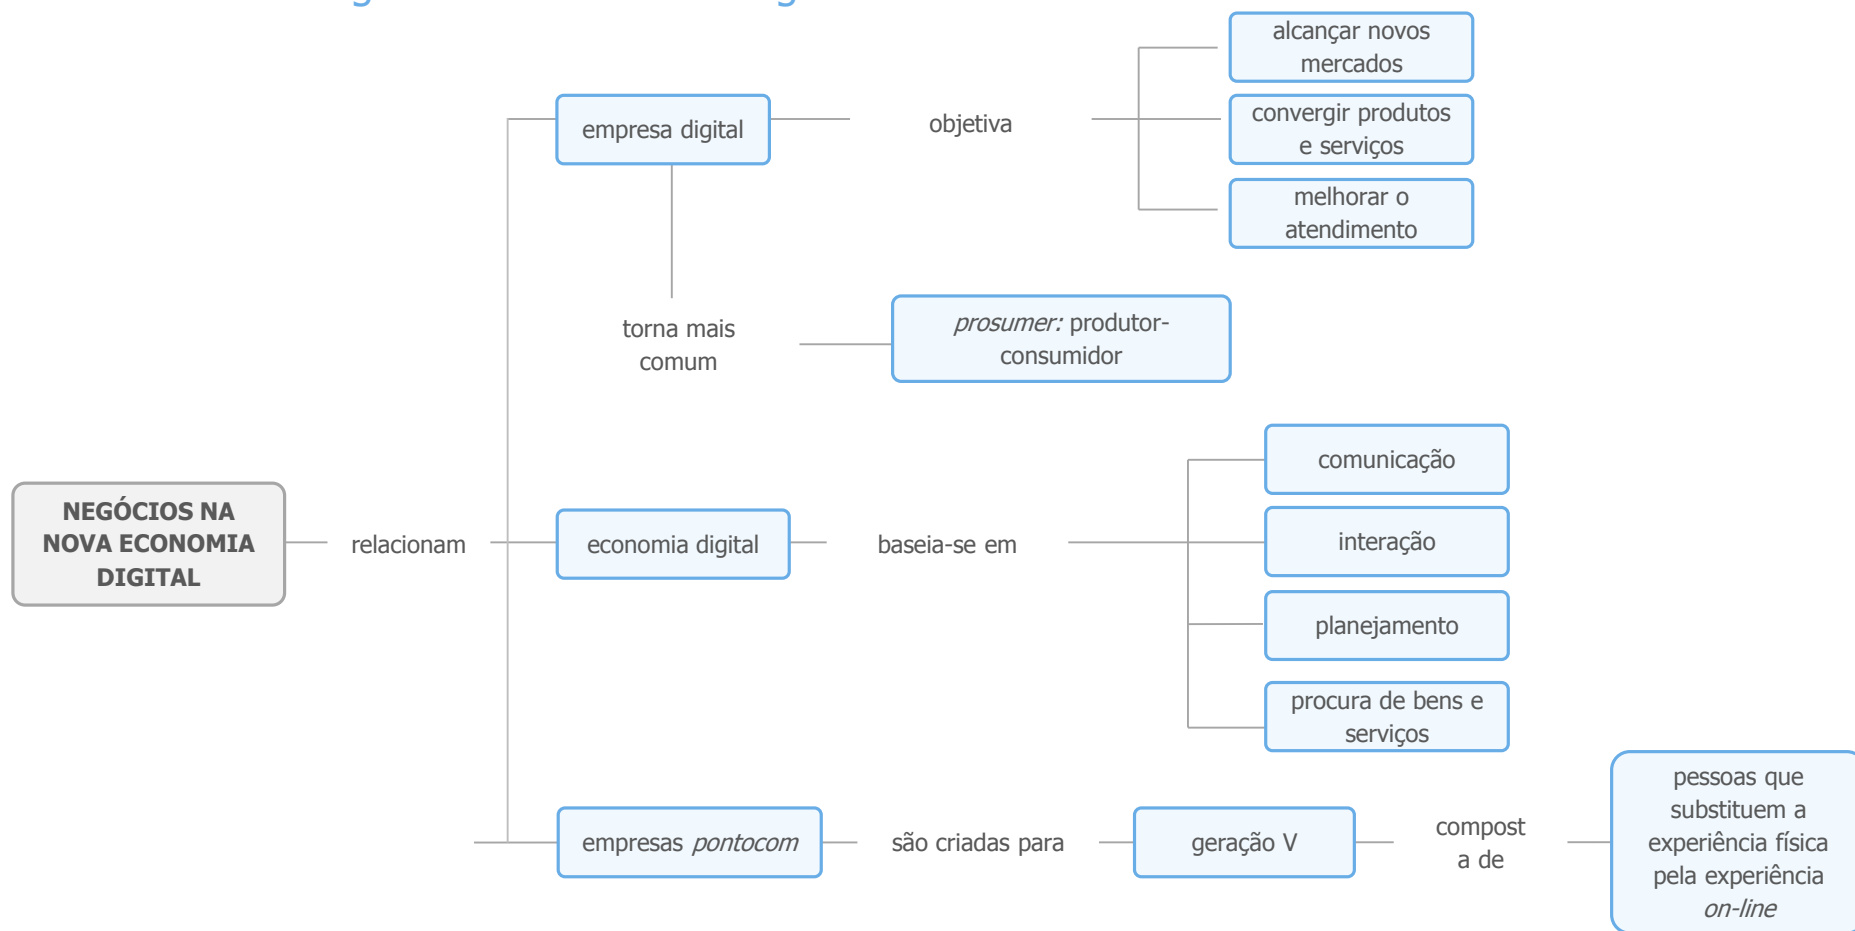 alcançar novos
mercados
empresa digital
objetiva
convergir produtos
e serviços
melhorar o
atendimento
torna mais
comum
prosumer: produtor-
consumidor
NEGÓCIOS NA
NOVA ECONOMIA
DIGITAL
relacionam
economia digital
baseia-se em
comunicação
interação
planejamento
procura de bens e
serviços
empresas pontocom
são criadas para
geração V
compost
a de
pessoas que
substituem a
experiência física
pela experiência
on-line